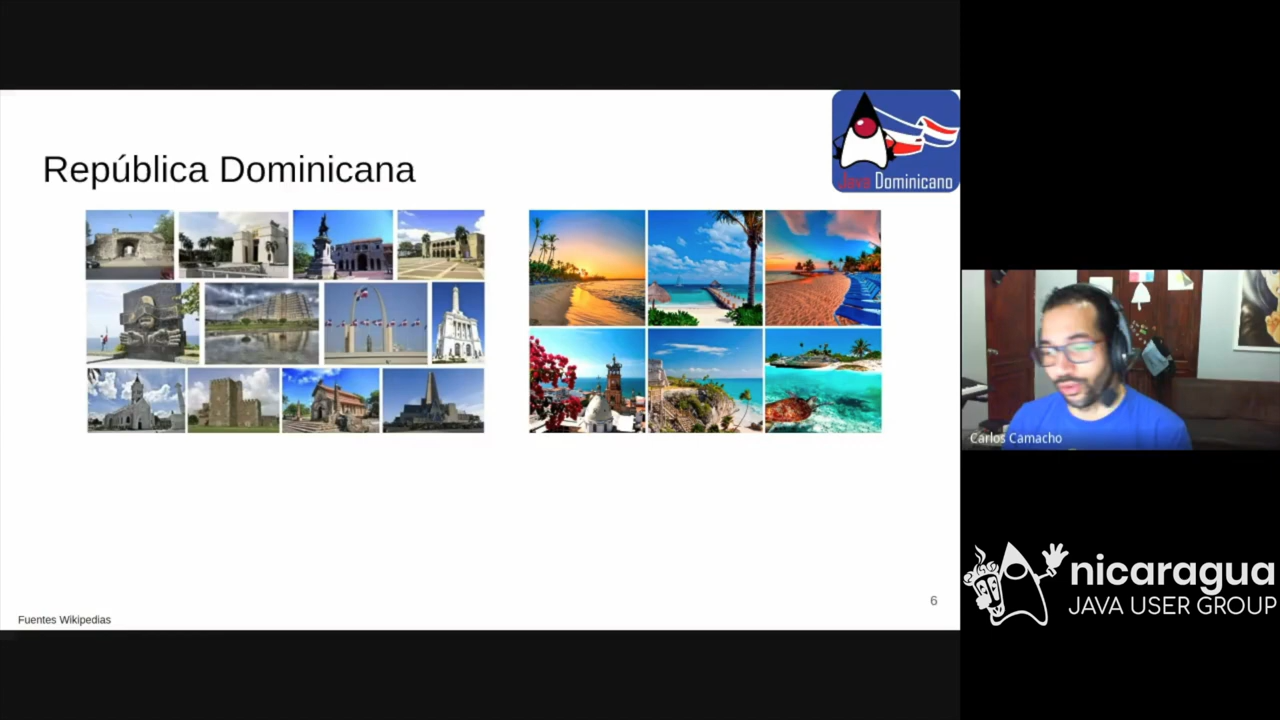 República Dominicana
Java Dominicano
Carlos Camacho
nicaragua
JAVA USER GROUP
6
Fuentes Wikipedias